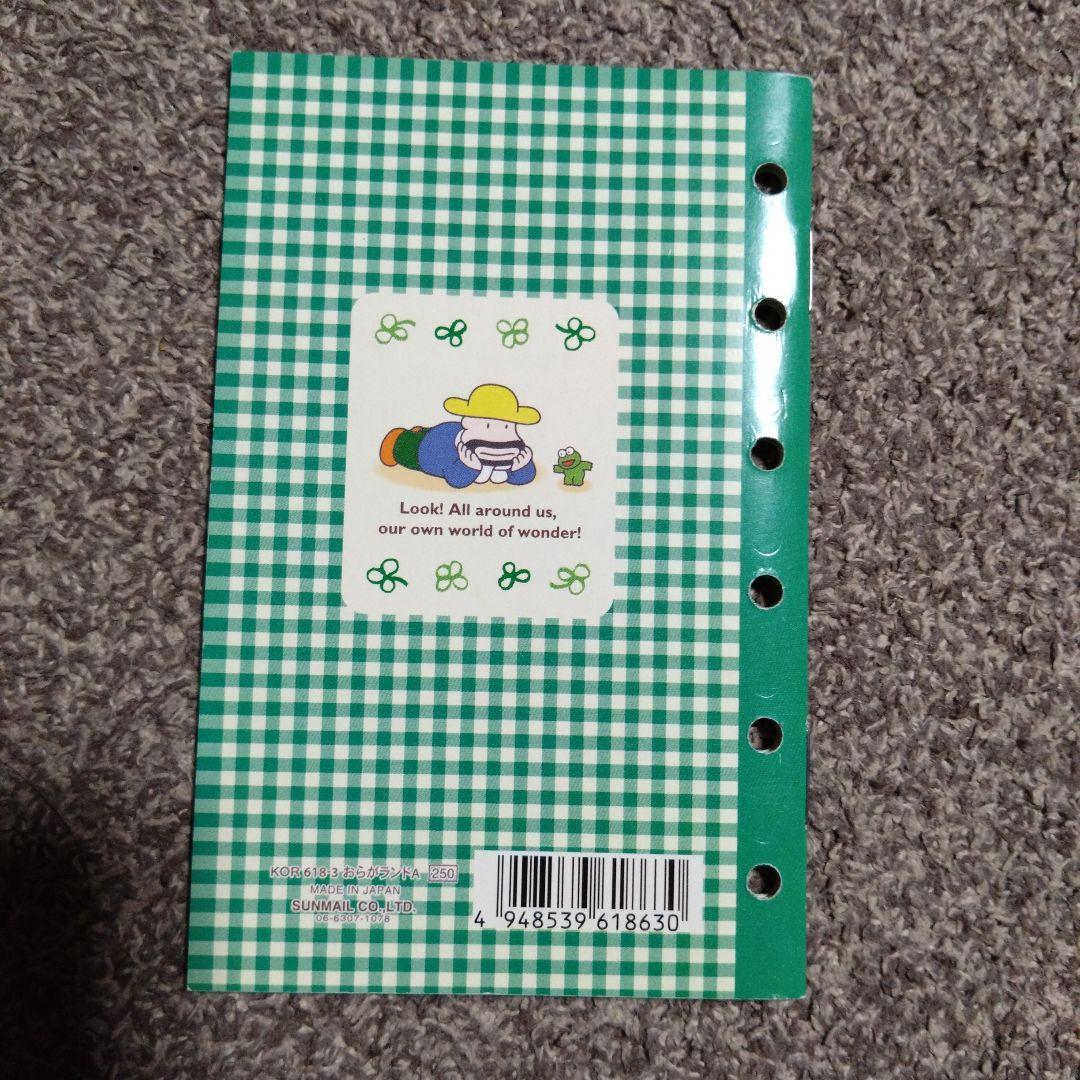 Look! All around us,
our own world of wonder!
KOR 618-3 おらがランドA 250
MADE IN JAPAN
SUNMAIL CO.,LTD.
06-6307-1078
4 948539 618630